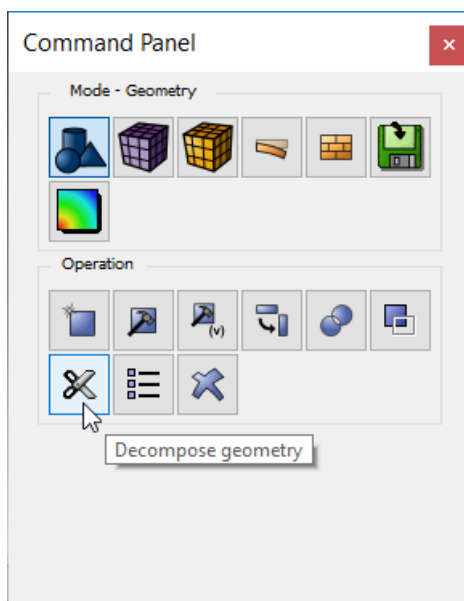 Command Panel
Mode - Geometry
Operation
(v)
Decompose geometry